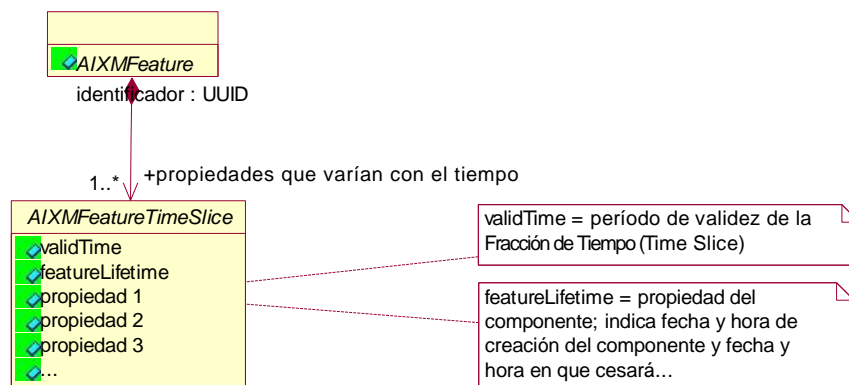 AIXMFeature
identificador : UUID
1..*
+propiedades que varían con el tiempo
AIXMFeatureTimeSlice
validTime
featureLifetime
propiedad 1
propiedad 2
propiedad 3
...
validTime = período de validez de la
Fracción de Tiempo (Time Slice)
featureLifetime = propiedad del
componente; indica fecha y hora de
creación del componente y fecha y
hora en que cesará...